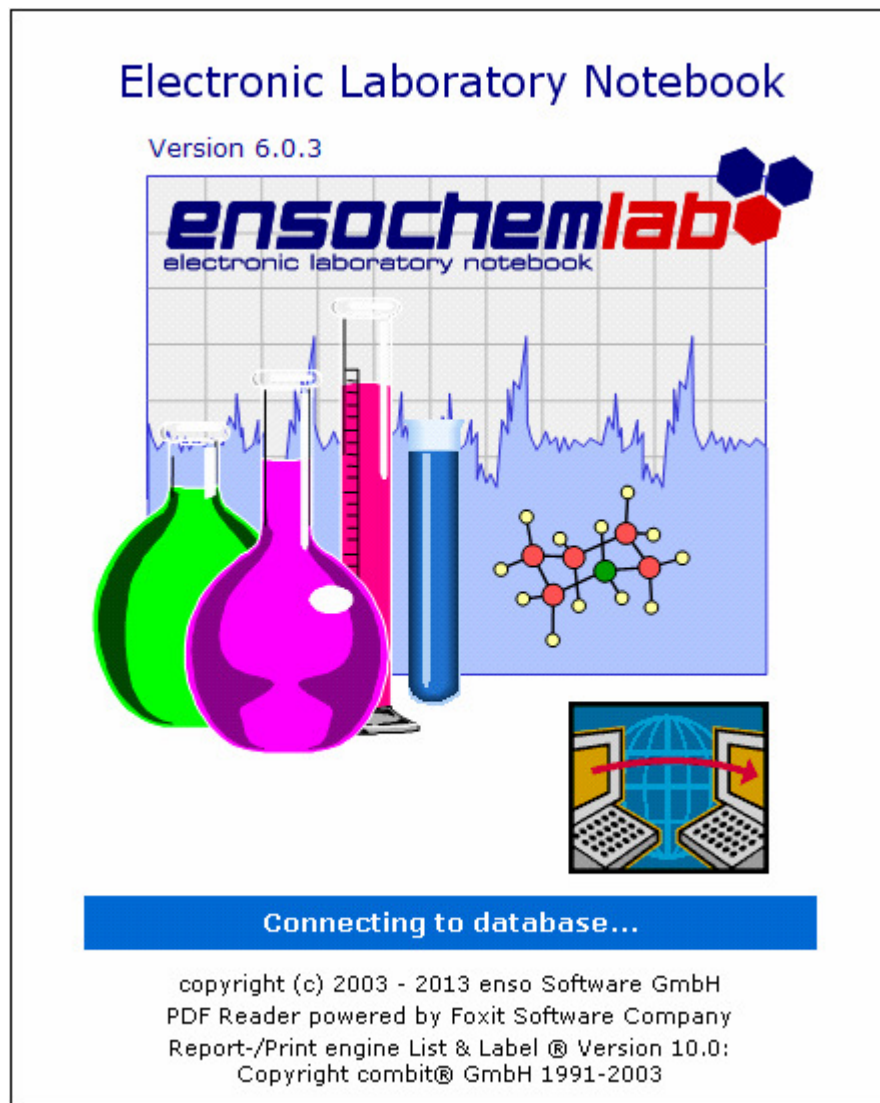 Electronic Laboratory Notebook
Version 6.0.3
ensochemlab
electronic laboratory notebook
Connecting to database...
copyright (c) 2003 - 2013 enso Software GmbH
PDF Reader powered by Foxit Software Company
Report-/Print engine List & Label ® Version 10.0:
Copyright combit® GmbH 1991-2003